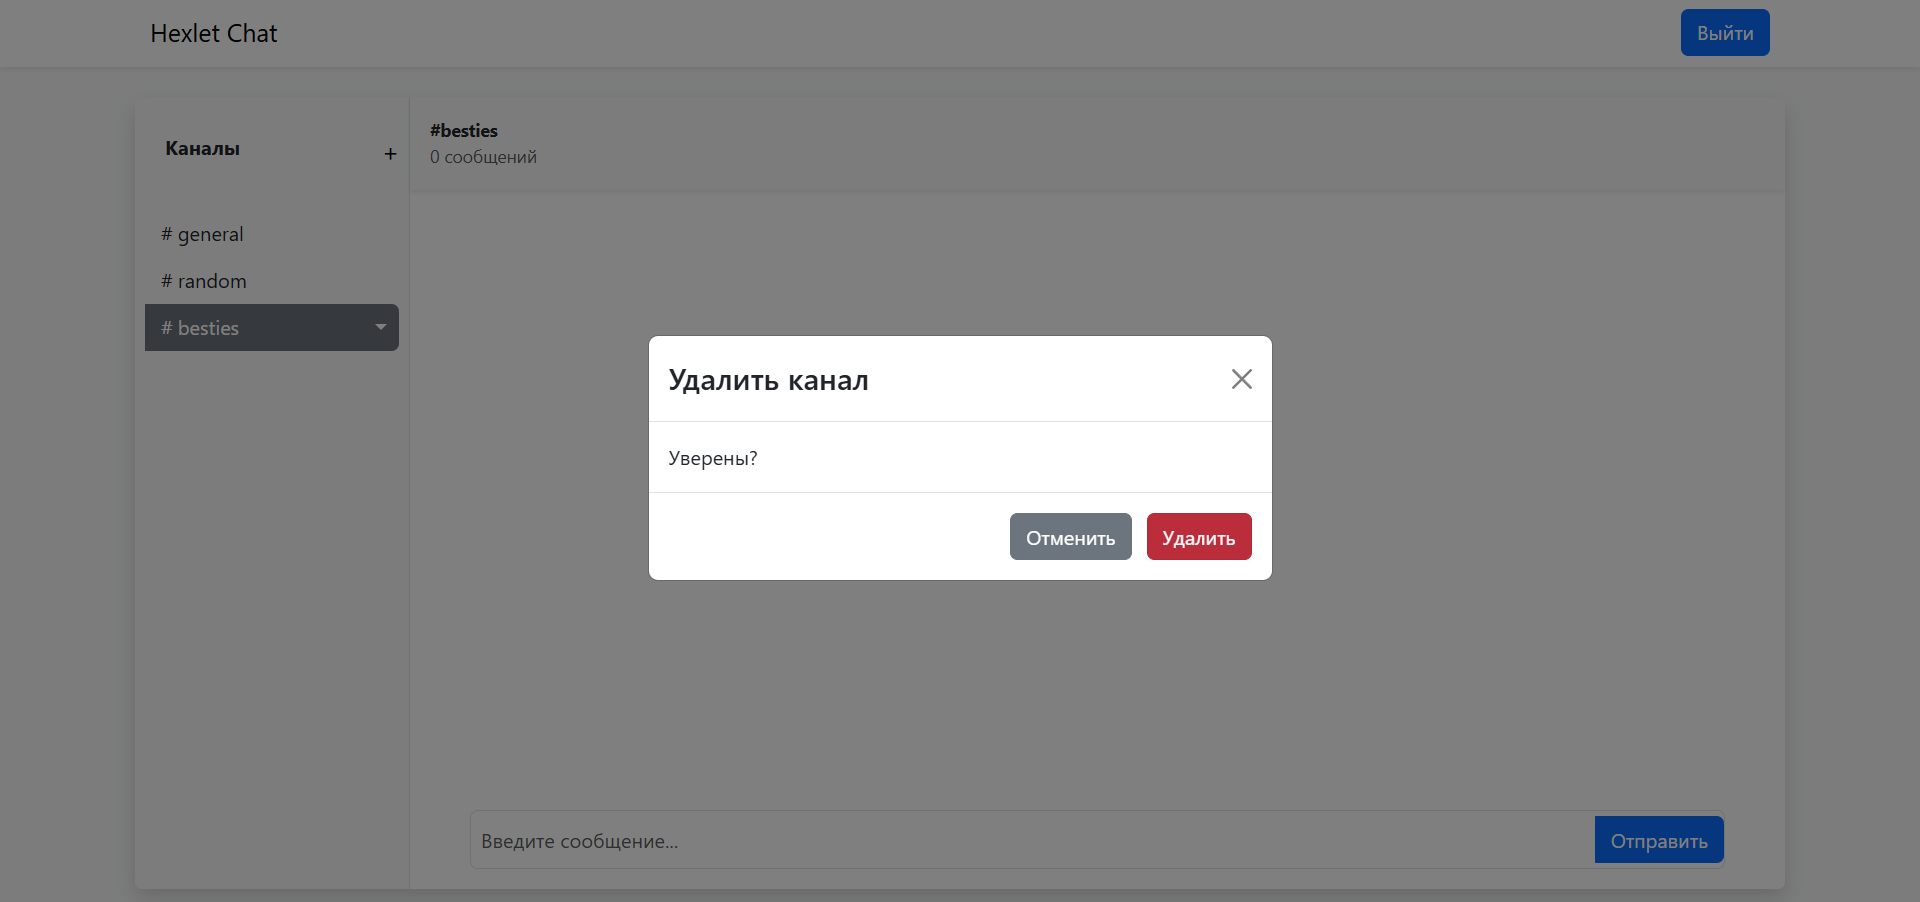 Hexlet Chat
Выйти
Каналы
+
# general
# random
# besties
#besties
0 сообщений
Удалить канал
Уверены?
Отменить
Удалить
Введите сообщение...
Отправить